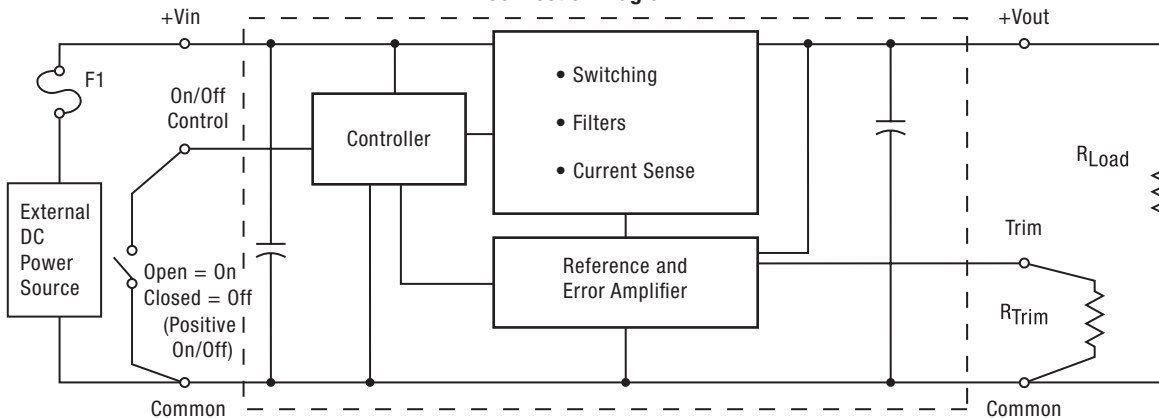 +Vin
+Vout
F1
On/Off
Control
Controller
• Switching
• Filters
• Current Sense
RLoad
External
DC
Power
Source
Open = On
Closed = Off
(Positive
On/Off)
Reference and
Error Amplifier
Trim
RTrim
Common
Common